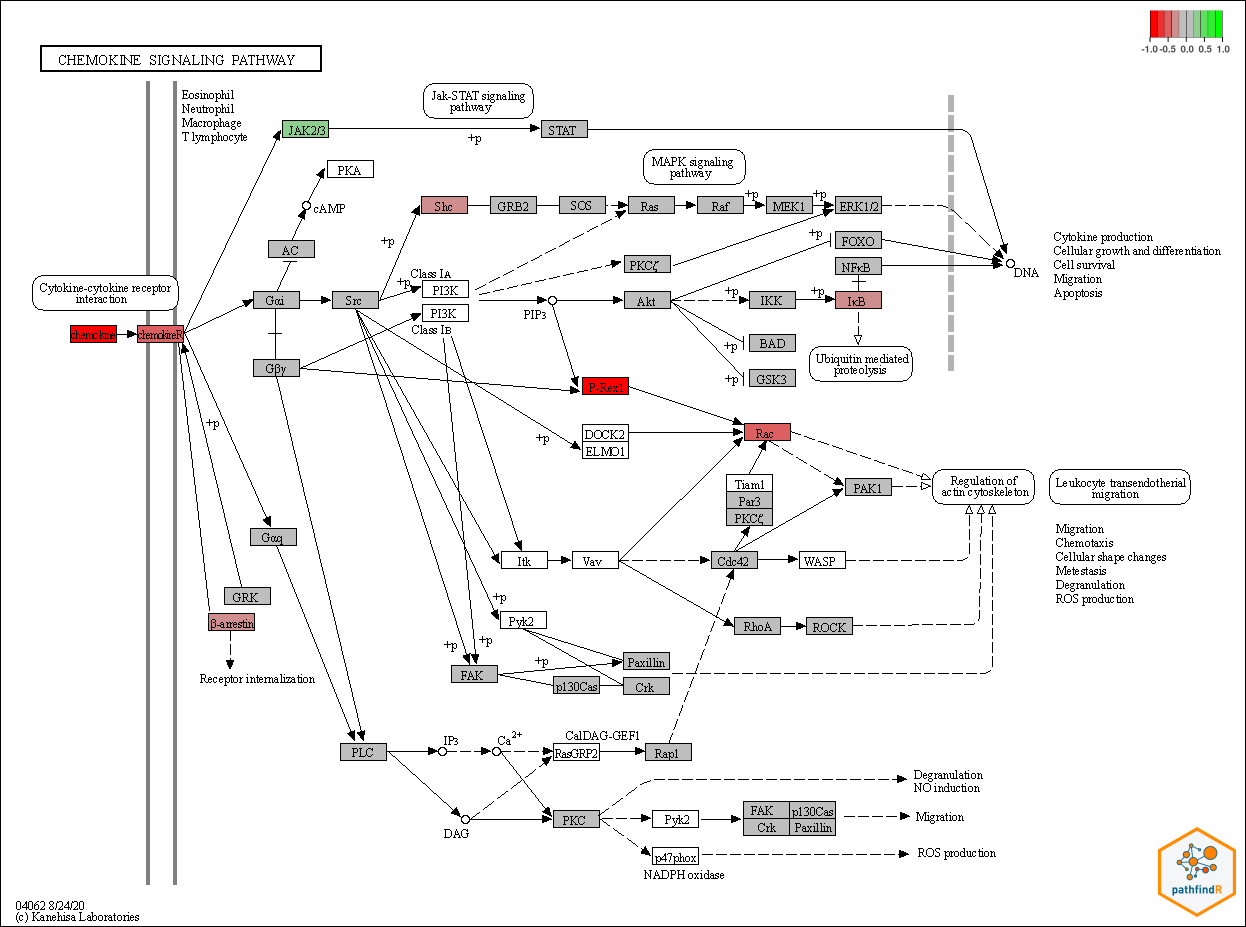 -1.0 -0.5 0.0 0.5 1.0
CHEMOKINE SIGNALING PATHWAY
Eosinophil
Neutrophil
Macrophage
T lymphocyte
Jak-STAT signaling
pathway
JAK2/3
+p
STAT
MAPK signaling
pathway
PKA
cAMP
Shc
GRB2
SOS
Ras
Raf
+p
MEK1
+p
ERK1/2
AC
+p
FOXO
+p
PKCζ
NFκB
Cytokine production
Cellular growth and differentiation
Cell survival
Migration
Apoptosis
DNA
Class IA
+p
PI3K
Cytokine-cytokine receptor
interaction
Gαi
Src
PI3K
Class IB
PIP3
Akt
IKK
+p
IκB
chemokine
chemokineR
+p
BAD
Ubiquitin mediated
proteolysis
Gβγ
+p
GSK3
P-Rex1
+p
+p
DOCK2
ELMO1
Rac
Tiam1
Par3
PKCζ
PAK1
Regulation of
actin cytoskeleton
Leukocyte transendotherial
migration
Gαq
Migration
Chemotaxis
Cellular shape changes
Metestasis
Degranulation
ROS production
Itk
Vav
Cdc42
WASP
GRK
β-arrestin
+p
Pyk2
RhoA
ROCK
+p
+p
+p
Paxillin
FAK
p130Cas
Crk
Receptor internalization
PLC
IP3
Ca2+
CalDAG-GEF1
RasGRP2
Rap1
DAG
PKC
Degranulation
NO induction
Pyk2
FAK
p130Cas
Crk
Paxillin
Migration
p47phox
NADPH oxidase
ROS production
pathfindR
04062 8/24/20
(c) Kanehisa Laboratories